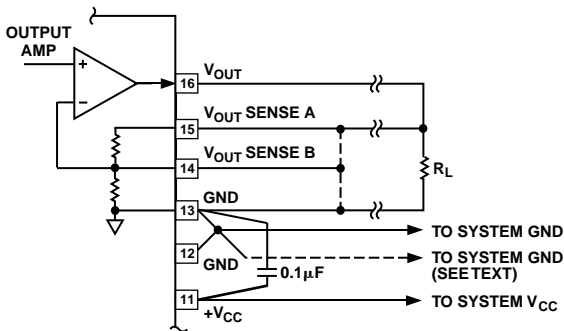 OUTPUT
AMP
+
–
16
VOUT
15
VOUT SENSE A
14
VOUT SENSE B
RL
13
GND
TO SYSTEM GND
12
GND
TO SYSTEM GND
(SEE TEXT)
0.1μF
11
+VCC
TO SYSTEM VCC